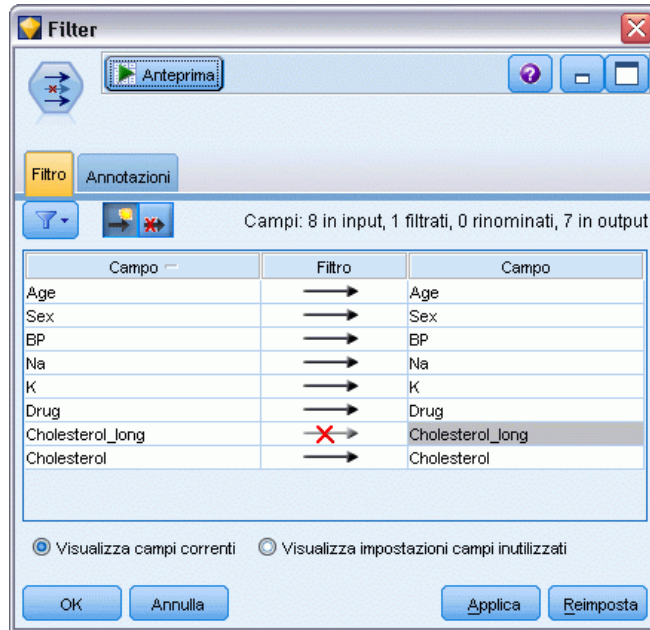 Filter
Anteprima
Filtro Annotazioni
Campi: 8 in input, 1 filtrati, 0 rinominati, 7 in output
Campo Filtro Campo
Age Age
Sex Sex
BP BP
Na Na
K K
Drug Drug
Cholesterol_long Cholesterol_long
Cholesterol Cholesterol
Visualizza campi correnti Visualizza impostazioni campi inutilizzati
OK Annulla Applica Reimposta